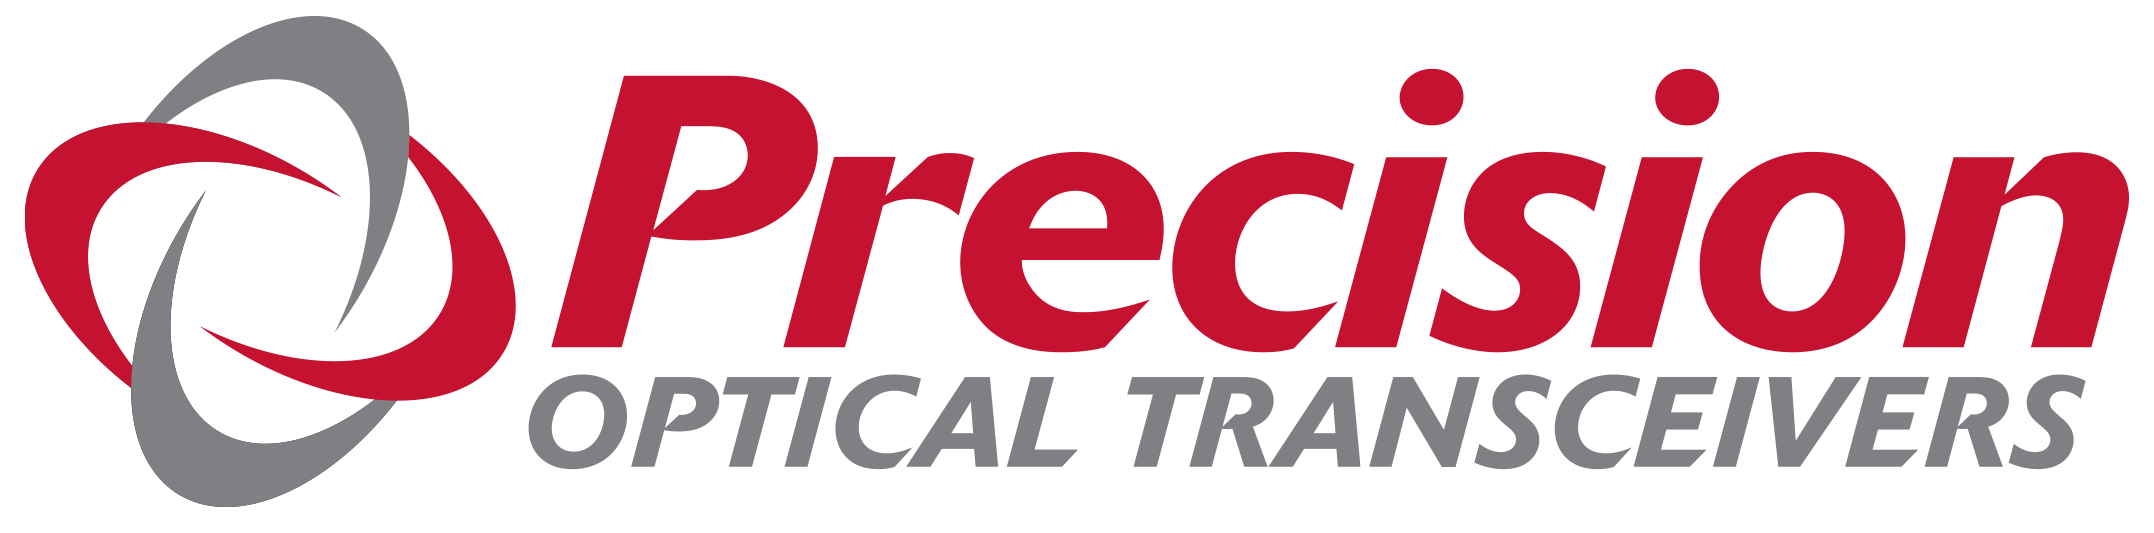 Precision
OPTICAL TRANSCEIVERS